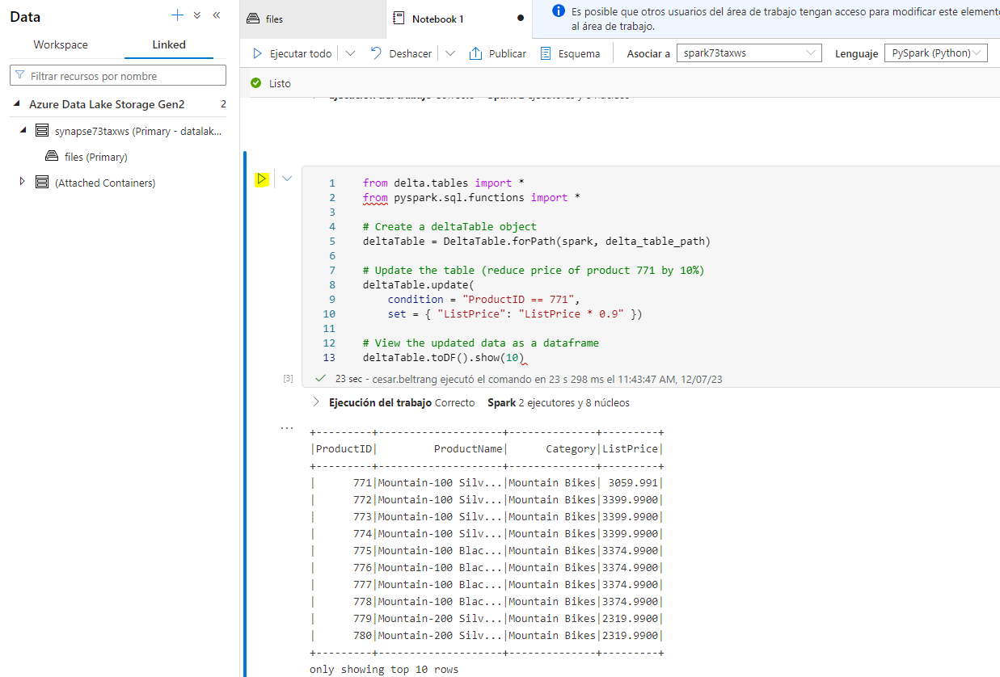 Data
Workspace
Linked
Filtrar recursos por nombre
Azure Data Lake Storage Gen2 2
synapse73taxws (Primary - datalak...
files (Primary)
(Attached Containers)
files
Notebook 1
Es posible que otros usuarios del área de trabajo tengan acceso para modificar este elemento
al área de trabajo.
Ejecutar todo
Deshacer
Publicar
Esquema
Asociar a
spark73taxws
Lenguaje
PySpark (Python)
Listo
Ejecución del trabajo Correcto Spark 2 ejecutores y 8 núcleos
1 from delta.tables import *
2 from pyspark.sql.functions import *
3
4 # Create a deltaTable object
5 deltaTable = DeltaTable.forPath(spark, delta_table_path)
6
7 # Update the table (reduce price of product 771 by 10%)
8 deltaTable.update(
9 condition = "ProductID == 771",
10 set = { "ListPrice": "ListPrice * 0.9" })
11
12 # View the updated data as a dataframe
13 deltaTable.toDF().show(10)
[3] 23 sec - cesar.beltrang ejecutó el comando en 23 s 298 ms el 11:43:47 AM, 12/07/23
Ejecución del trabajo Correcto Spark 2 ejecutores y 8 núcleos
+---------+--------------------+--------------+---------+
|ProductID|         ProductName|      Category|ListPrice|
+---------+--------------------+--------------+---------+
|      771|Mountain-100 Silv...|Mountain Bikes| 3059.991|
|      772|Mountain-100 Silv...|Mountain Bikes|3399.9900|
|      773|Mountain-100 Silv...|Mountain Bikes|3399.9900|
|      774|Mountain-100 Silv...|Mountain Bikes|3399.9900|
|      775|Mountain-100 Blac...|Mountain Bikes|3374.9900|
|      776|Mountain-100 Blac...|Mountain Bikes|3374.9900|
|      777|Mountain-100 Blac...|Mountain Bikes|3374.9900|
|      778|Mountain-100 Blac...|Mountain Bikes|3374.9900|
|      779|Mountain-200 Silv...|Mountain Bikes|2319.9900|
|      780|Mountain-200 Silv...|Mountain Bikes|2319.9900|
+---------+--------------------+--------------+---------+
only showing top 10 rows